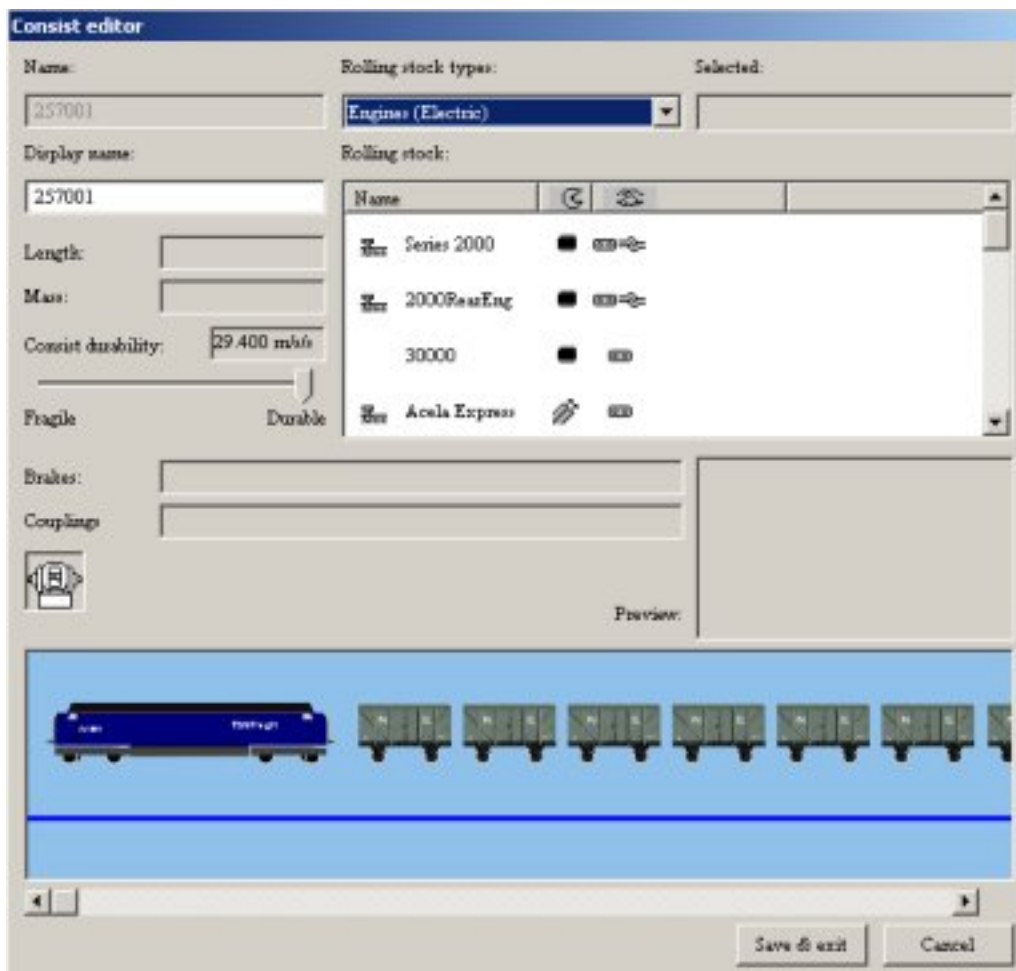 Consist editor
Name:
Rolling stock types:
Selected:
257001
Engines (Electric)
Display name:
Rolling stock:
257001
Name
Length:
Series 2000
Mass:
2000RearEng
Consist durability:
29.400 m/s/s
30000
Fragile
Durable
Acela Express
Brakes:
Couplings
Preview:
N E
N E
N E
N E
N E
N E
Save & exit
Cancel